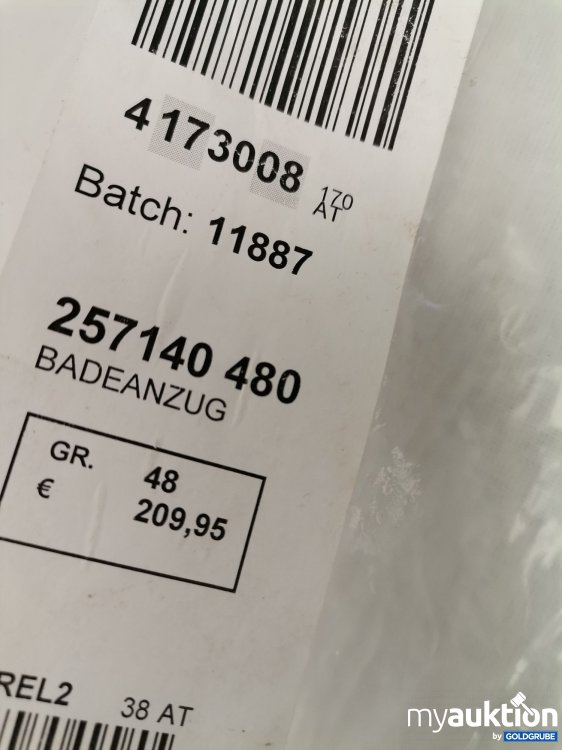 4173008 170
AT
Batch: 11887
257140 480
BADEANZUG
GR. 48
€ 209,95
REL2 38 AT
myauktion
by GOLDGRUBE